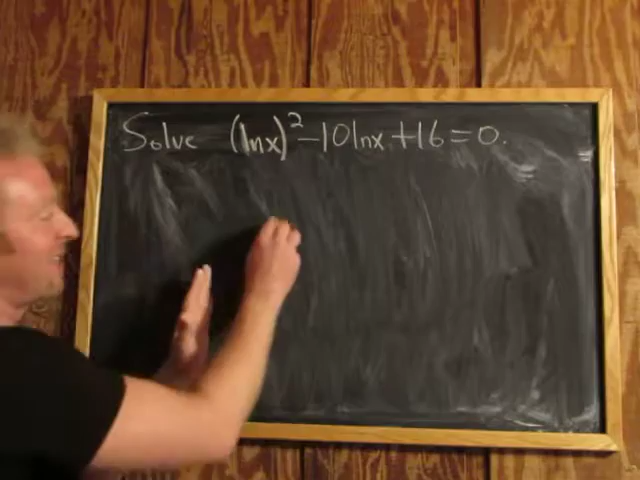 Solve (lnx)² - 10lnx + 16 = 0.